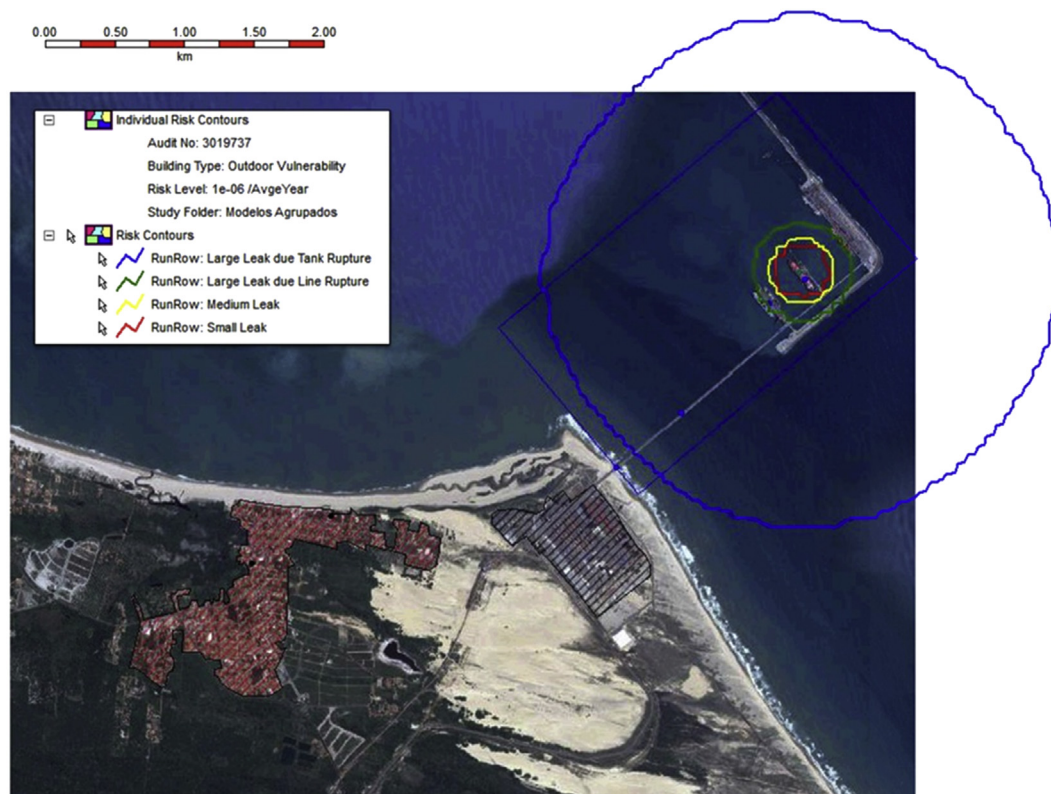 0.00 0.50 1.00 1.50 2.00
km
Individual Risk Contours
Audit No: 3019737
Building Type: Outdoor Vulnerability
Risk Level: 1e-06 /AvgeYear
Study Folder: Modelos Agrupados
Risk Contours
RunRow: Large Leak due Tank Rupture
RunRow: Large Leak due Line Rupture
RunRow: Medium Leak
RunRow: Small Leak